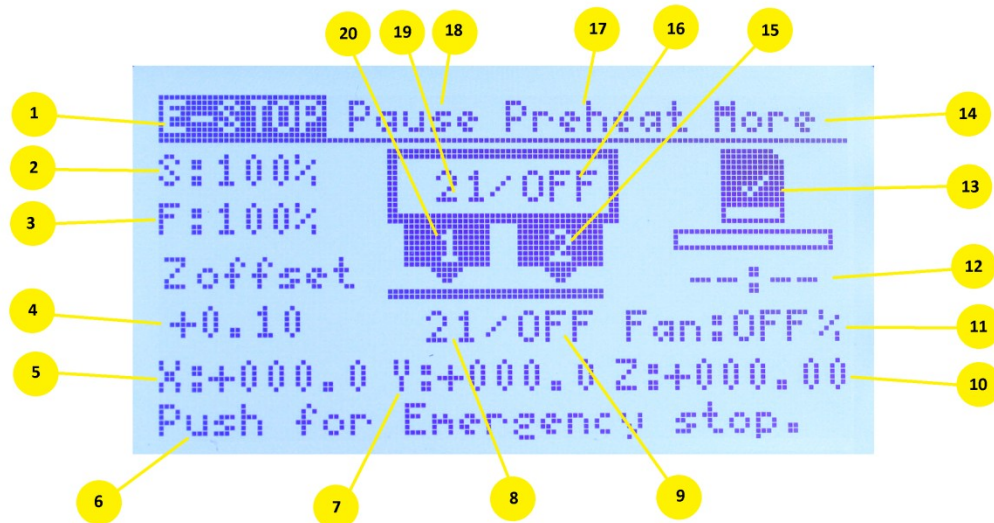 20 19 18 17 16 15
1 E-STOP Pause Preheat More 14
2 S:100% 21/OFF 13
3 F:100% 1 2
Zoffset --:-- 12
4 +0.10 21/OFF Fan:OFF% 11
5 X:+000.0 Y:+000.0 Z:+000.00 10
Push for Emergency stop.
6 7 8 9